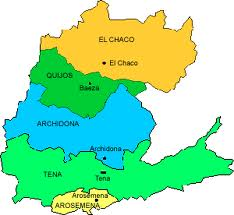 EL CHACO
El Chaco
QUIJOS
Baeza
ARCHIDONA
Archidona
TENA
Tena
Arosemena
AROSEMENA